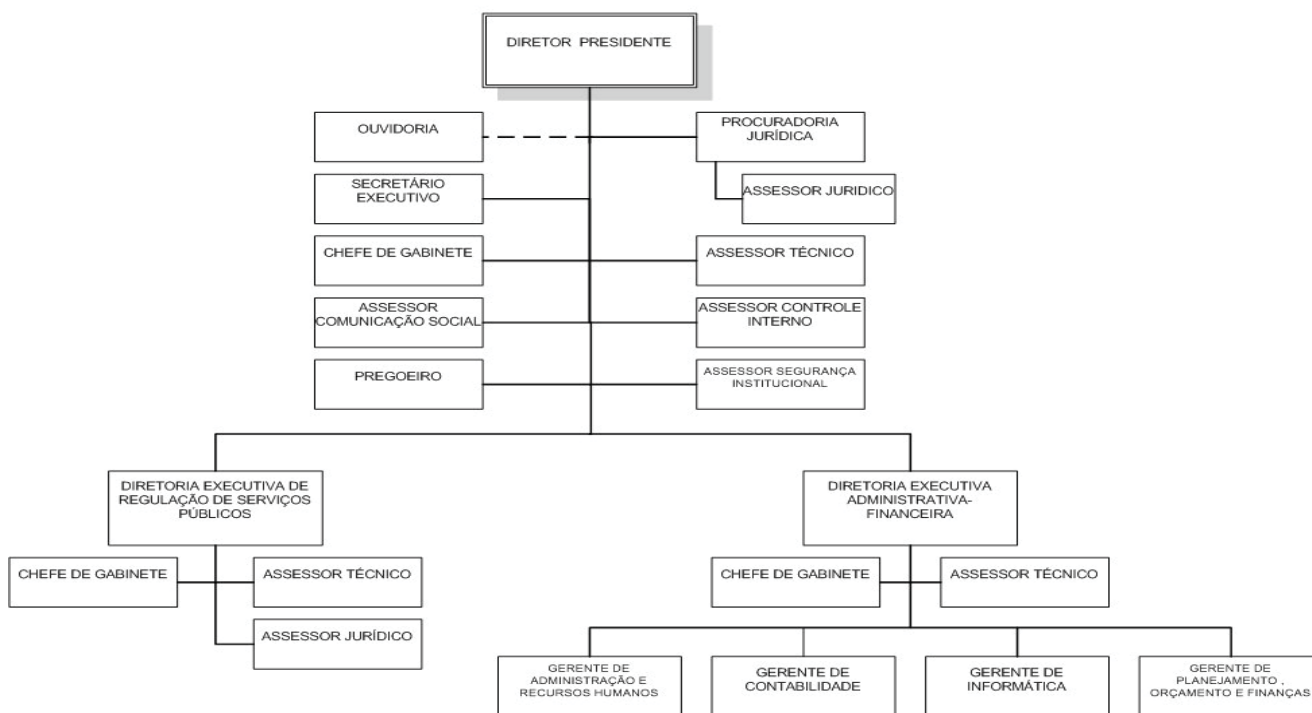 DIRETOR PRESIDENTE
OUVIDORIA
PROCURADORIA
JURÍDICA
SECRETÁRIO
EXECUTIVO
ASSESSOR JURIDICO
CHEFE DE GABINETE
ASSESSOR TÉCNICO
ASSESSOR
COMUNICAÇÃO SOCIAL
ASSESSOR CONTROLE
INTERNO
PREGOEIRO
ASSESSOR SEGURANÇA
INSTITUCIONAL
DIRETORIA EXECUTIVA DE
REGULAÇÃO DE SERVIÇOS
PÚBLICOS
DIRETORIA EXECUTIVA
ADMINISTRATIVA-
FINANCEIRA
CHEFE DE GABINETE
ASSESSOR TÉCNICO
CHEFE DE GABINETE
ASSESSOR TÉCNICO
ASSESSOR JURÍDICO
GERENTE DE
ADMINISTRAÇÃO E
RECURSOS HUMANOS
GERENTE DE
CONTABILIDADE
GERENTE DE
INFORMÁTICA
GERENTE DE
PLANEJAMENTO ,
ORÇAMENTO E FINANÇAS